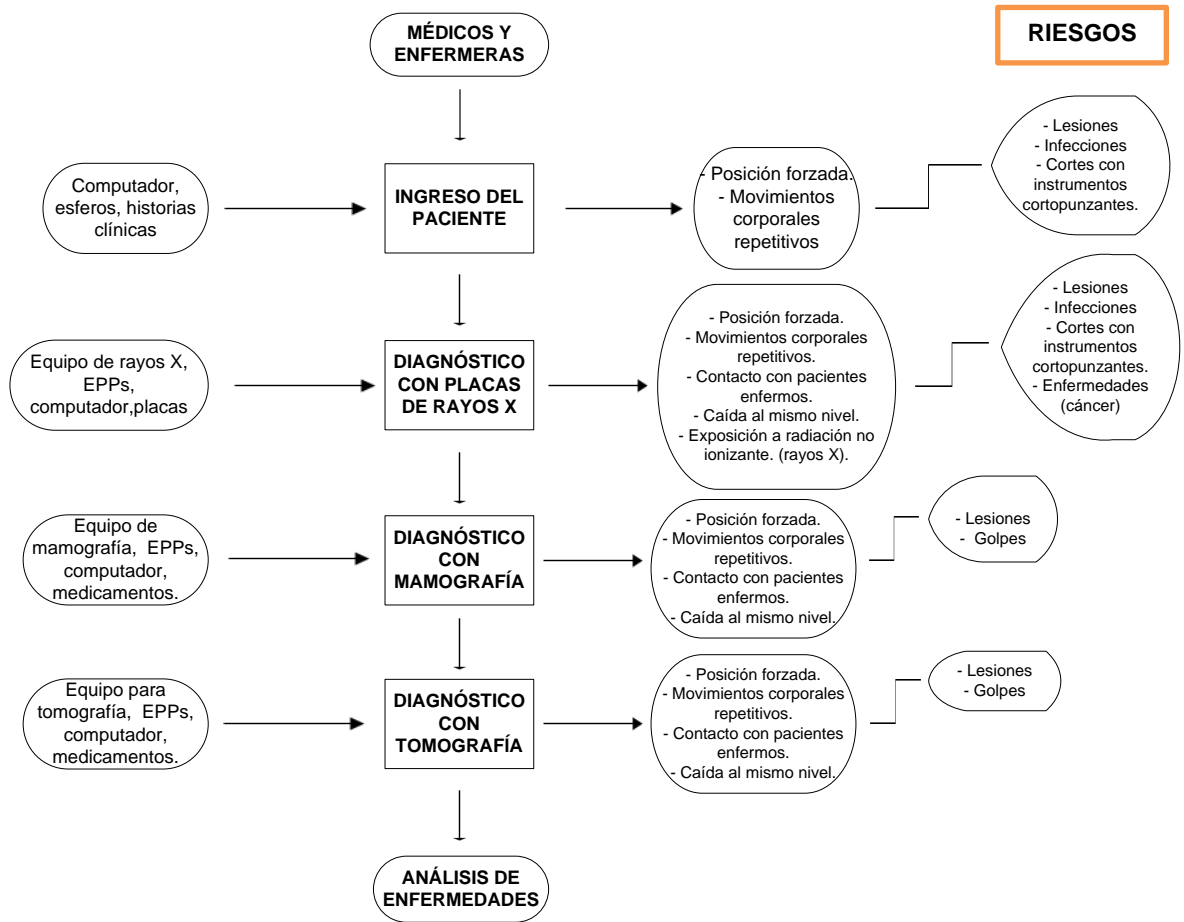 MÉDICOS Y
ENFERMERAS
RIESGOS
Computador,
esferos, historias
clínicas
INGRESO DEL
PACIENTE
- Posición forzada.
- Movimientos
corporales
repetitivos
- Lesiones
- Infecciones
- Cortes con
instrumentos
cortopunzantes.
Equipo de rayos X,
EPPs,
computador,placas
DIAGNÓSTICO
CON PLACAS
DE RAYOS X
- Posición forzada.
- Movimientos corporales
repetitivos.
- Contacto con pacientes
enfermos.
- Caída al mismo nivel.
- Exposición a radiación no
ionizante. (rayos X).
- Lesiones
- Infecciones
- Cortes con
instrumentos
cortopunzantes.
- Enfermedades
(cáncer)
Equipo de
mamografía, EPPs,
computador,
medicamentos.
DIAGNÓSTICO
CON
MAMOGRAFÍA
- Posición forzada.
- Movimientos corporales
repetitivos.
- Contacto con pacientes
enfermos.
- Caída al mismo nivel.
- Lesiones
- Golpes
Equipo para
tomografía, EPPs,
computador,
medicamentos.
DIAGNÓSTICO
CON
TOMOGRAFÍA
- Posición forzada.
- Movimientos corporales
repetitivos.
- Contacto con pacientes
enfermos.
- Caída al mismo nivel.
- Lesiones
- Golpes
ANÁLISIS DE
ENFERMEDADES